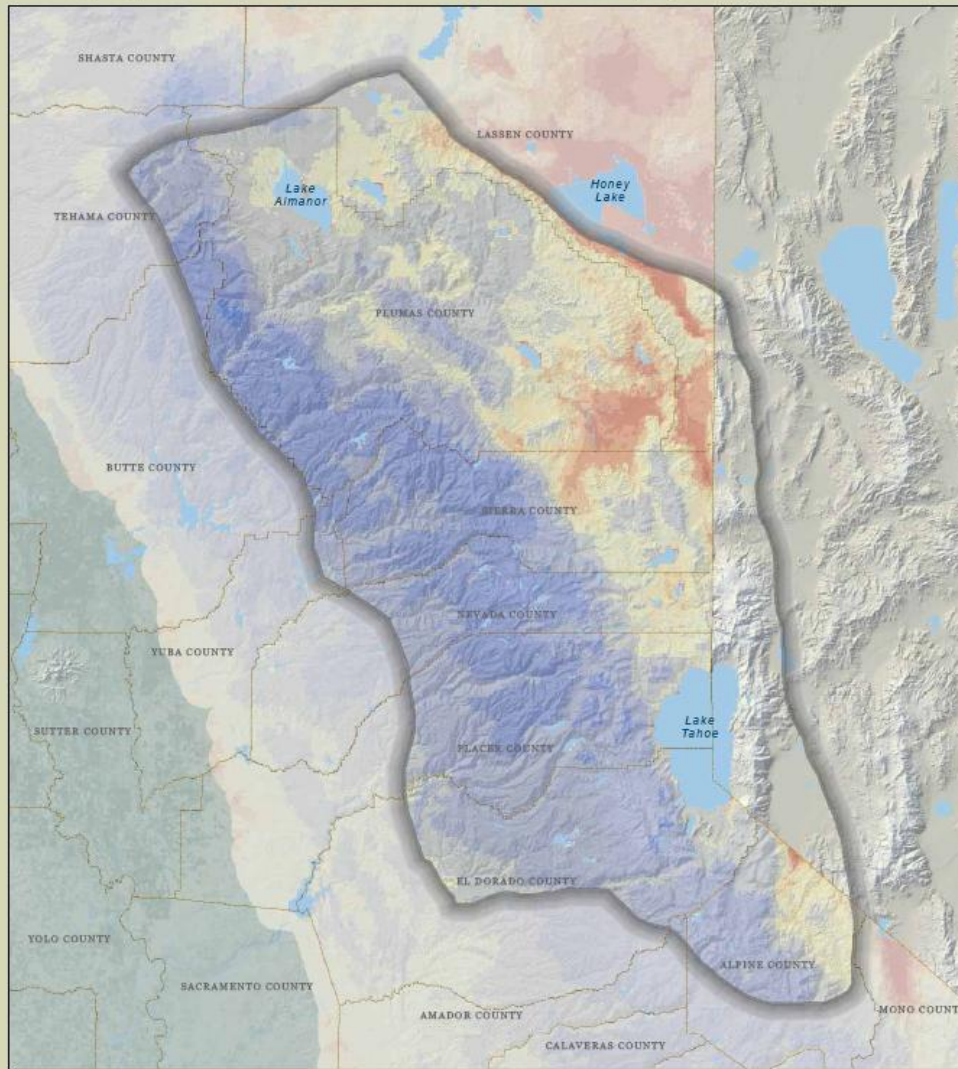 SHASTA COUNTY
LASSEN COUNTY
Lake
Almanor
Honey
Lake
TEHAMA COUNTY
PLUMAS COUNTY
BUTTE COUNTY
SIERRA COUNTY
NEVADA COUNTY
YUBA COUNTY
SUTTER COUNTY
Lake
Tahoe
PLACER COUNTY
EL DORADO COUNTY
YOLO COUNTY
ALPINE COUNTY
SACRAMENTO COUNTY
AMADOR COUNTY
MONO COUNT
CALAVERAS COUNTY